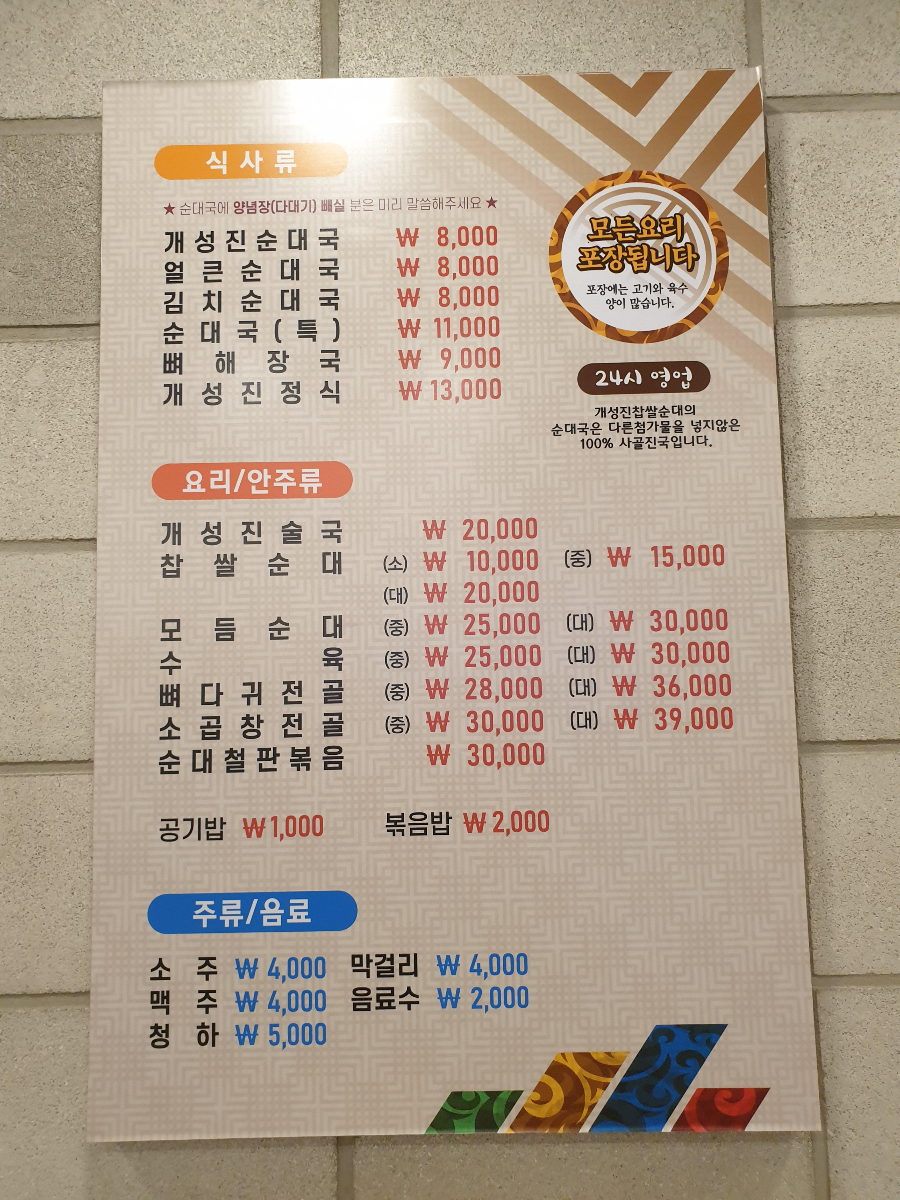 식사류
★ 순대국에 양념장(다대기) 빼실 분은 미리 말씀해주세요 ★
개성진순대국 ₩ 8,000
얼큰순대국 ₩ 8,000
김치순대국 ₩ 8,000
순대국(특) ₩ 11,000
뼈해장국 ₩ 9,000
개성진정식 ₩ 13,000
모든요리
포장됩니다
포장에는 고기와 육수
양이 많습니다.
24시 영업
개성진찹쌀순대의
순대국은 다른첨가물을 넣지않은
100% 사골진국입니다.
요리/안주류
개성진술국 ₩ 20,000
찹쌀순대 (소) ₩ 10,000 (중) ₩ 15,000
(대) ₩ 20,000
모듬순대 (중) ₩ 25,000 (대) ₩ 30,000
수육 (중) ₩ 25,000 (대) ₩ 30,000
뼈다귀전골 (중) ₩ 28,000 (대) ₩ 36,000
소곱창전골 (중) ₩ 30,000 (대) ₩ 39,000
순대철판볶음 ₩ 30,000
공기밥 ₩1,000 볶음밥 ₩2,000
주류/음료
소주 ₩ 4,000 막걸리 ₩ 4,000
맥주 ₩ 4,000 음료수 ₩ 2,000
청하 ₩ 5,000